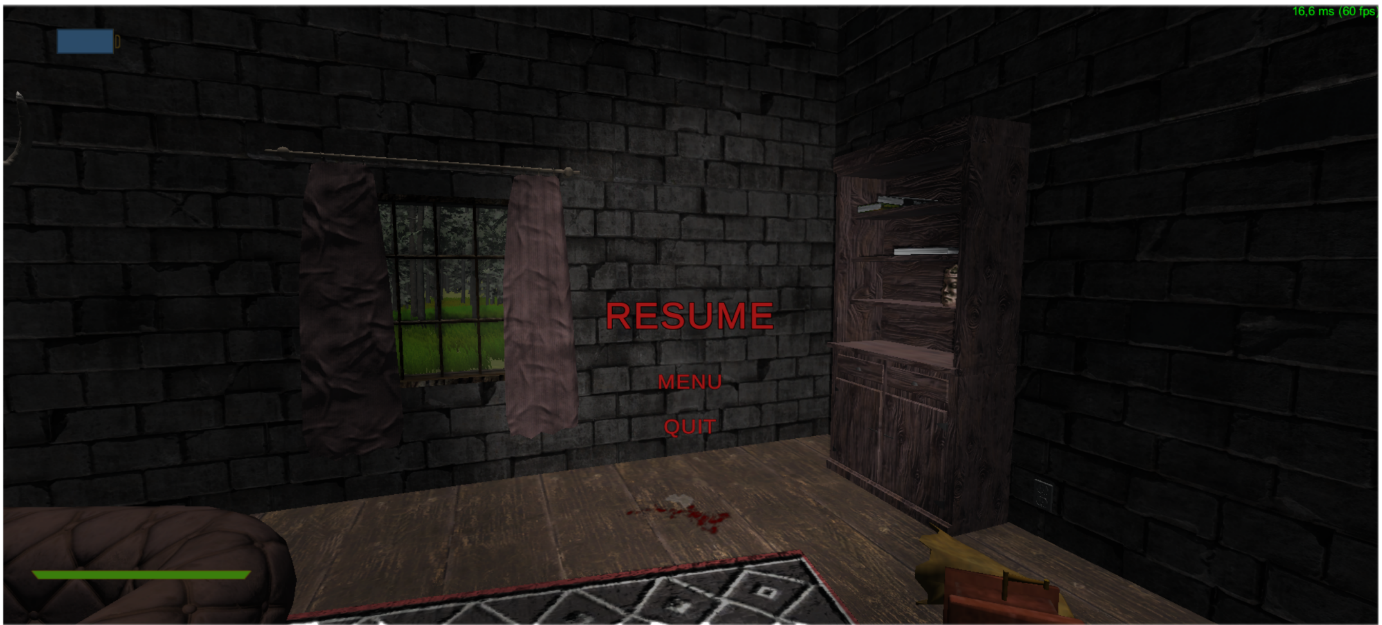 16,6 ms (60 fps
RESUME
MENU
QUIT